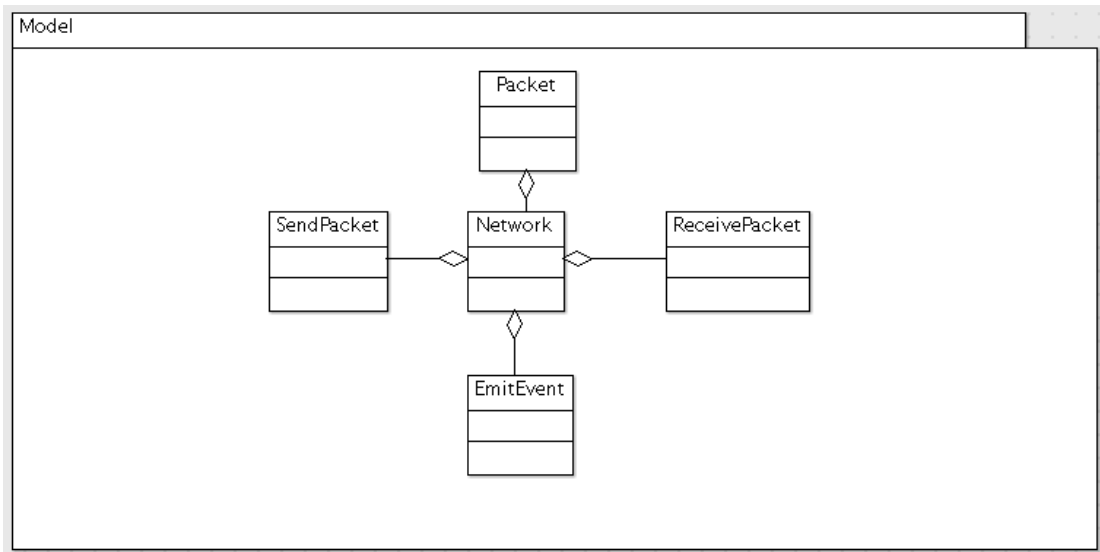 Model
Packet
SendPacket
Network
ReceivePacket
EmitEvent